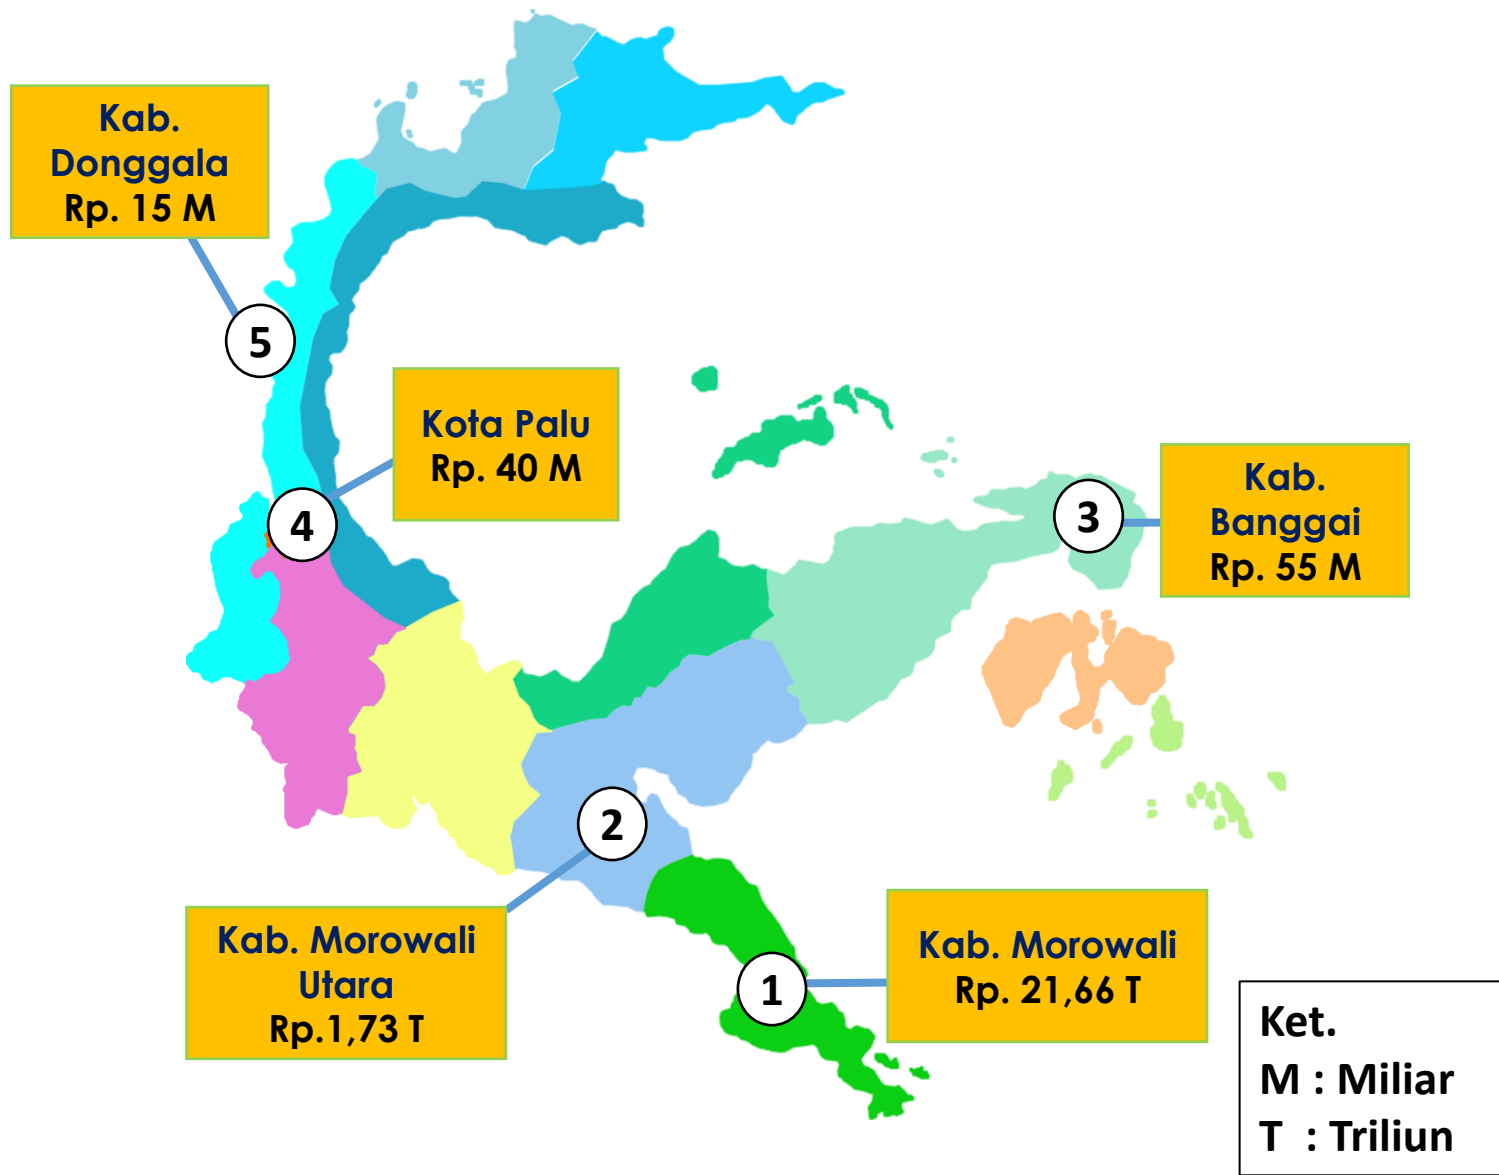 Kab.
Donggala
Rp. 15 M
5
Kota Palu
Rp. 40 M
4
Kab.
Banggai
Rp. 55 M
3
2
Kab. Morowali
Utara
Rp.1,73 T
Kab. Morowali
Rp. 21,66 T
1
Ket.
M : Miliar
T : Triliun